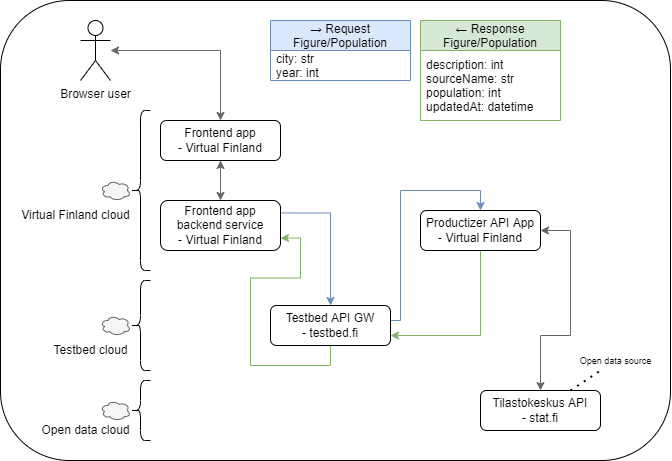 → Request
Figure/Population
city: str
year: int
← Response
Figure/Population
description: int
sourceName: str
population: int
updatedAt: datetime
Browser user
Frontend app
- Virtual Finland
Virtual Finland cloud
Frontend app
backend service
- Virtual Finland
Productizer API App
- Virtual Finland
Testbed API GW
- testbed.fi
Testbed cloud
Open data source
Tilastokeskus API
- stat.fi
Open data cloud